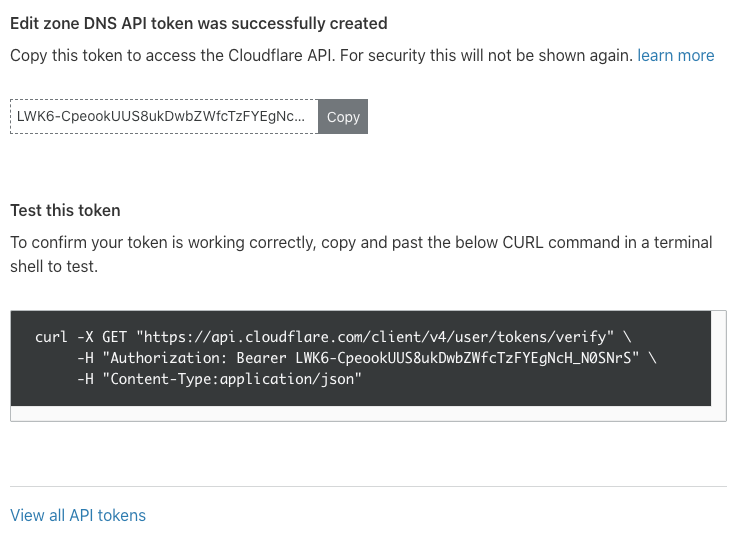 Edit zone DNS API token was successfully created
Copy this token to access the Cloudflare API. For security this will not be shown again. learn more
LWK6-CpeookUUS8ukDwbZWfcTzFYEgNc... Copy
Test this token
To confirm your token is working correctly, copy and past the below CURL command in a terminal
shell to test.
curl -X GET "https://api.cloudflare.com/client/v4/user/tokens/verify" \
-H "Authorization: Bearer LWK6-CpeookUUS8ukDwbZWfcTzFYEgNcH_N0SNrS" \
-H "Content-Type:application/json"
View all API tokens